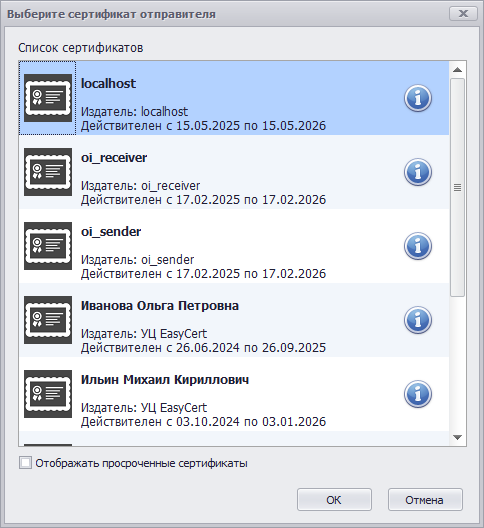 Выберите сертификат отправителя
Список сертификатов
localhost
Издатель: localhost
Действителен с 15.05.2025 по 15.05.2026
oi_receiver
Издатель: oi_receiver
Действителен с 17.02.2025 по 17.02.2026
oi_sender
Издатель: oi_sender
Действителен с 17.02.2025 по 17.02.2026
Иванова Ольга Петровна
Издатель: УЦ EasyCert
Действителен с 26.06.2024 по 26.09.2025
Ильин Михаил Кириллович
Издатель: УЦ EasyCert
Действителен с 03.10.2024 по 03.01.2026
Отображать просроченные сертификаты
ОК
Отмена